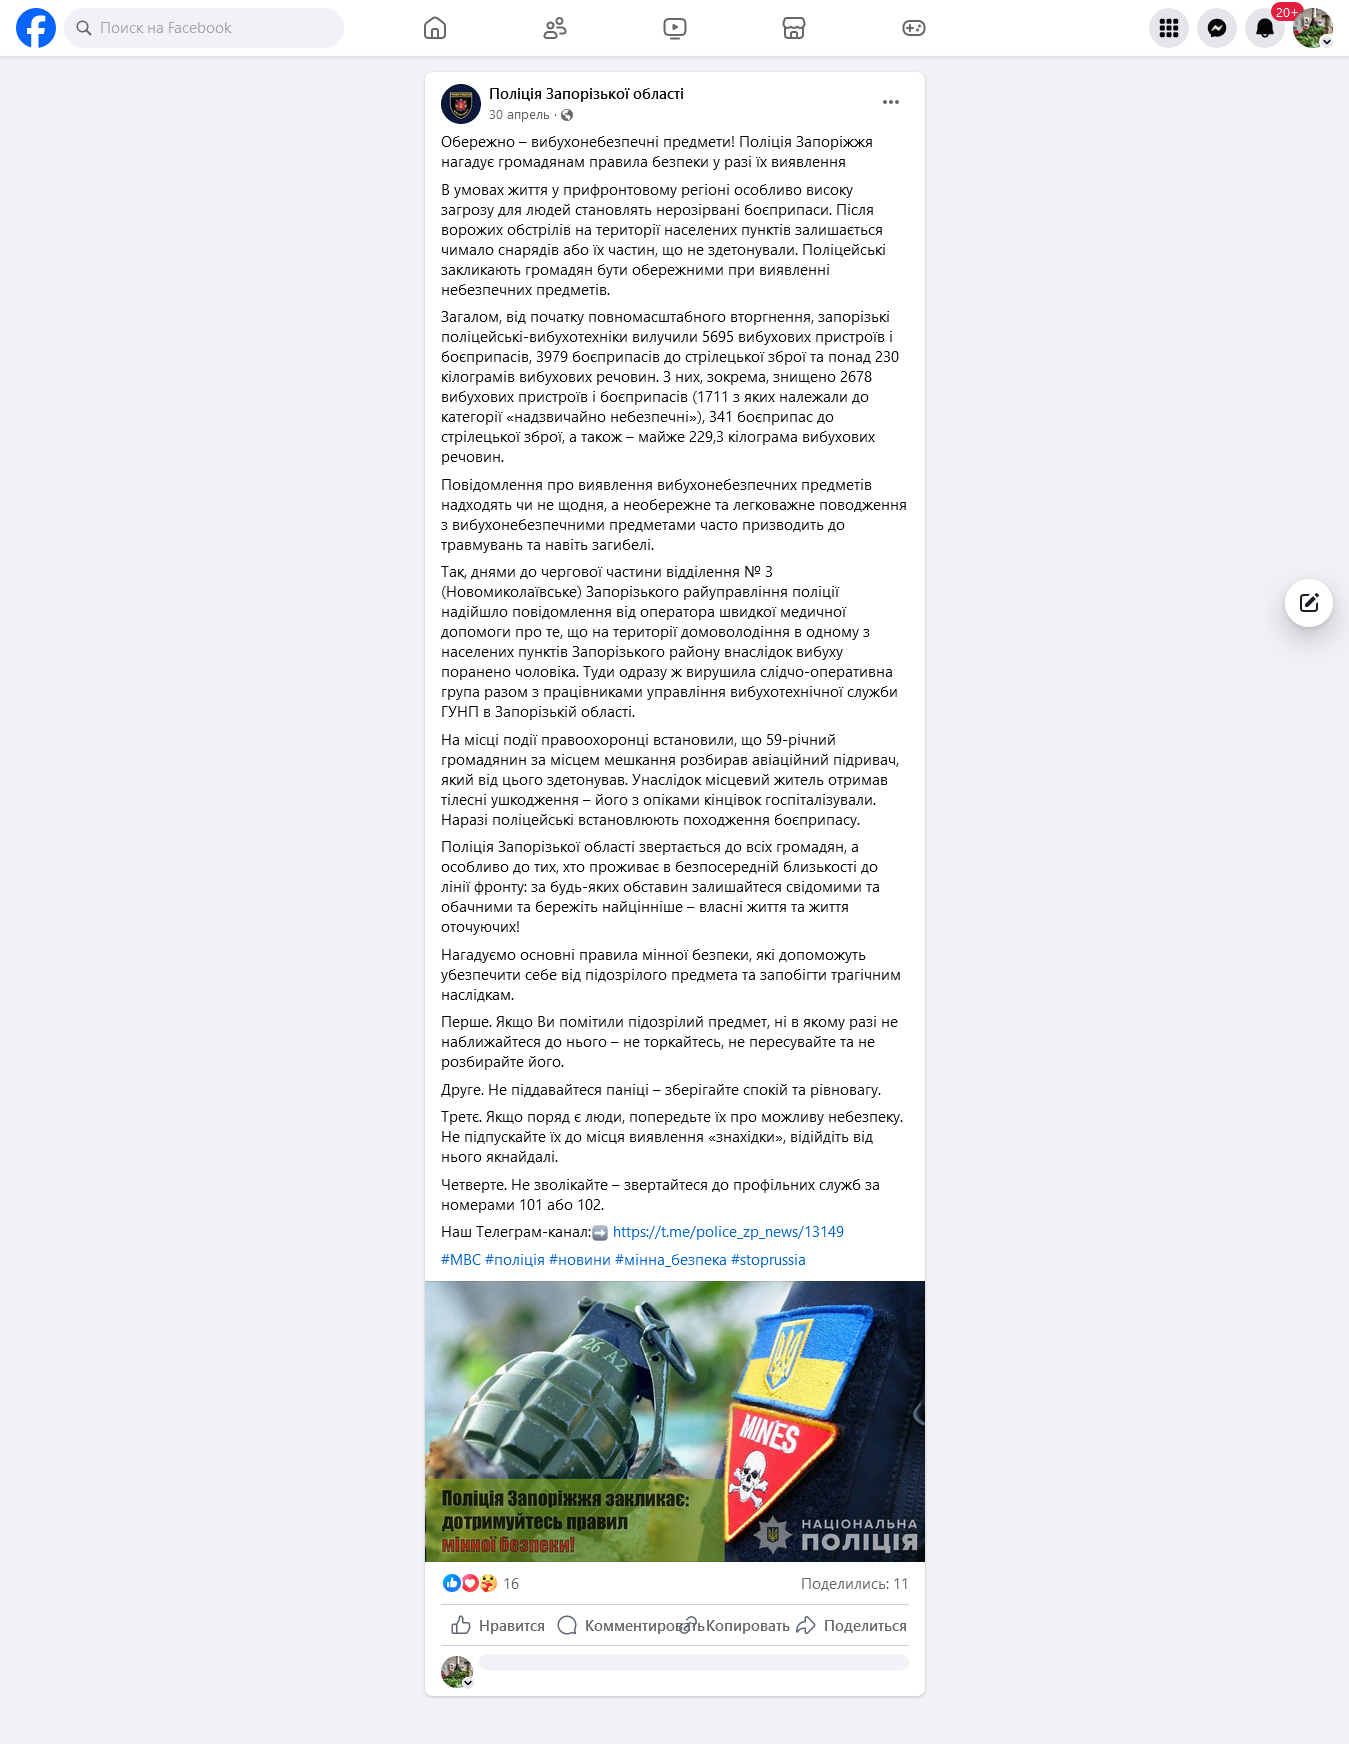 Поиск на Facebook
20+
Поліція Запорізької області
30 апрель ·
Обережно – вибухонебезпечні предмети! Поліція Запоріжжя
нагадує громадянам правила безпеки у разі їх виявлення
В умовах життя у прифронтовому регіоні особливо високу
загрозу для людей становлять нерозірвані боєприпаси. Після
ворожих обстрілів на території населених пунктів залишається
чимало снарядів або їх частин, що не здетонували. Поліцейські
закликають громадян бути обережними при виявленні
небезпечних предметів.
Загалом, від початку повномасштабного вторгнення, запорізькі
поліцейські-вибухотехніки вилучили 5695 вибухових пристроїв і
боєприпасів, 3979 боєприпасів до стрілецької зброї та понад 230
кілограмів вибухових речовин. З них, зокрема, знищено 2678
вибухових пристроїв і боєприпасів (1711 з яких належали до
категорії «надзвичайно небезпечні»), 341 боєприпас до
стрілецької зброї, а також – майже 229,3 кілограма вибухових
речовин.
Повідомлення про виявлення вибухонебезпечних предметів
надходять чи не щодня, а необережне та легковажне поводження
з вибухонебезпечними предметами часто призводить до
травмувань та навіть загибелі.
Так, днями до чергової частини відділення № 3
(Новомиколаївське) Запорізького райуправління поліції
надійшло повідомлення від оператора швидкої медичної
допомоги про те, що на території домоволодіння в одному з
населених пунктів Запорізького району внаслідок вибуху
поранено чоловіка. Туди одразу ж вирушила слідчо-оперативна
група разом з працівниками управління вибухотехнічної служби
ГУНП в Запорізькій області.
На місці події правоохоронці встановили, що 59-річний
громадянин за місцем мешкання розбирав авіаційний підривач,
який від цього здетонував. Унаслідок місцевий житель отримав
тілесні ушкодження – його з опіками кінцівок госпіталізували.
Наразі поліцейські встановлюють походження боєприпасу.
Поліція Запорізької області звертається до всіх громадян, а
особливо до тих, хто проживає в безпосередній близькості до
лінії фронту: за будь-яких обставин залишайтеся свідомими та
обачними та бережіть найцінніше – власні життя та життя
оточуючих!
Нагадуємо основні правила мінної безпеки, які допоможуть
убезпечити себе від підозрілого предмета та запобігти трагічним
наслідкам.
Перше. Якщо Ви помітили підозрілий предмет, ні в якому разі не
наближайтеся до нього – не торкайтесь, не пересувайте та не
розбирайте його.
Друге. Не піддавайтеся паніці – зберігайте спокій та рівновагу.
Третє. Якщо поряд є люди, попередьте їх про можливу небезпеку.
Не підпускайте їх до місця виявлення «знахідки», відійдіть від
нього якнайдалі.
Четверте. Не зволікайте – звертайтеся до профільних служб за
номерами 101 або 102.
Наш Телеграм-канал:➡️ https://t.me/police_zp_news/13149
#МВС #поліція #новини #мінна_безпека #stoprussia
26 A2
MINES
Поліція Запоріжжя закликає:
дотримуйтесь правил
мінної безпеки!
НАЦІОНАЛЬНА
ПОЛІЦІЯ
16
Поделились: 11
Нравится Комментировать Копировать Поделиться